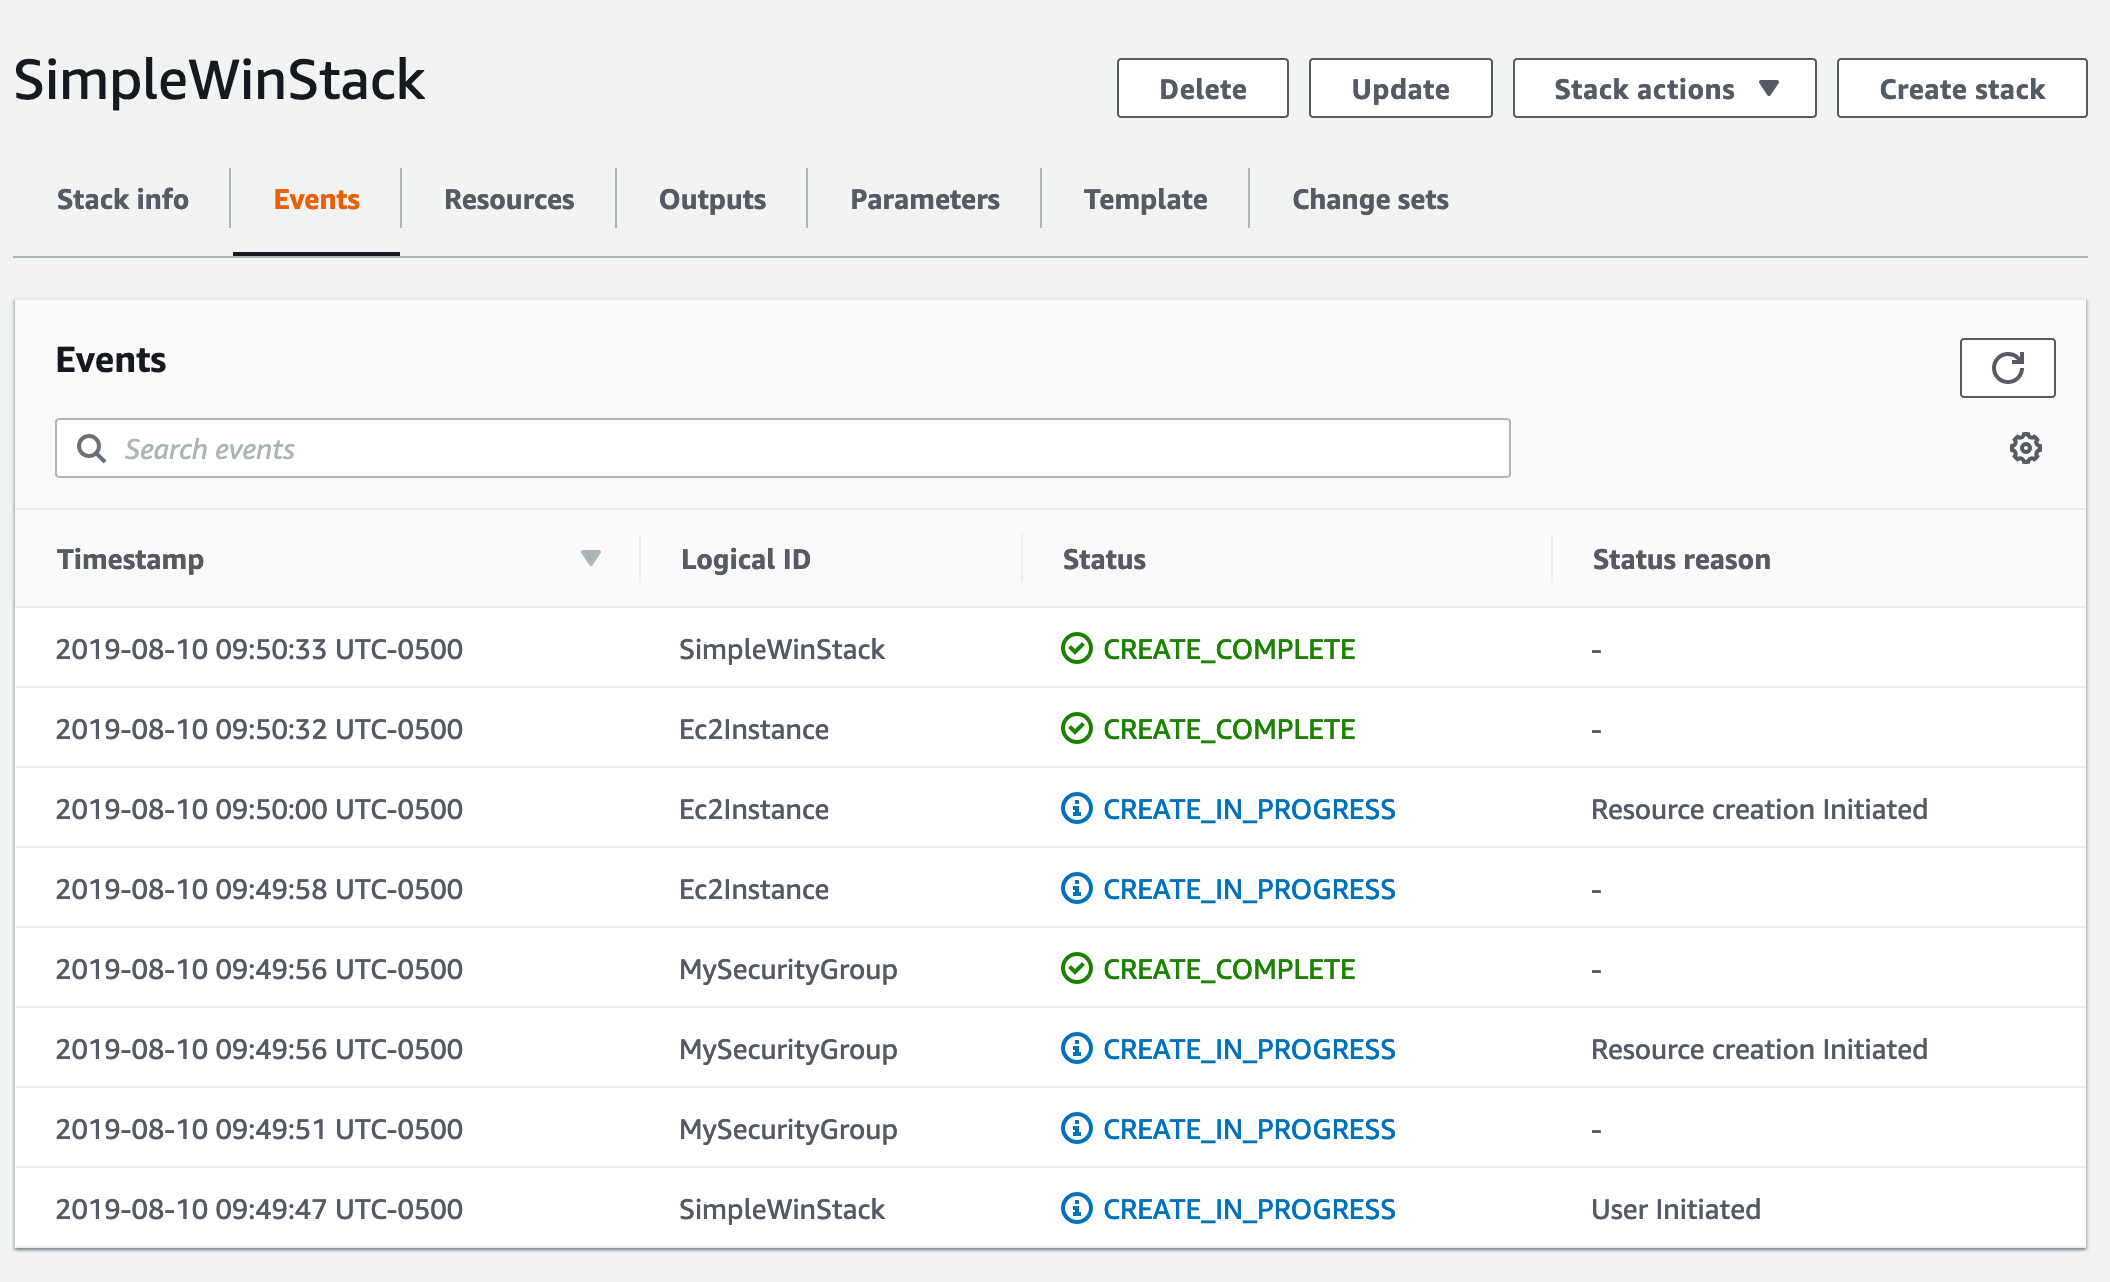 SimpleWinStack
Delete Update Stack actions Create stack
Stack info Events Resources Outputs Parameters Template Change sets
Events
Search events
Timestamp Logical ID Status Status reason
2019-08-10 09:50:33 UTC-0500 SimpleWinStack CREATE_COMPLETE -
2019-08-10 09:50:32 UTC-0500 Ec2Instance CREATE_COMPLETE -
2019-08-10 09:50:00 UTC-0500 Ec2Instance CREATE_IN_PROGRESS Resource creation Initiated
2019-08-10 09:49:58 UTC-0500 Ec2Instance CREATE_IN_PROGRESS -
2019-08-10 09:49:56 UTC-0500 MySecurityGroup CREATE_COMPLETE -
2019-08-10 09:49:56 UTC-0500 MySecurityGroup CREATE_IN_PROGRESS Resource creation Initiated
2019-08-10 09:49:51 UTC-0500 MySecurityGroup CREATE_IN_PROGRESS -
2019-08-10 09:49:47 UTC-0500 SimpleWinStack CREATE_IN_PROGRESS User Initiated